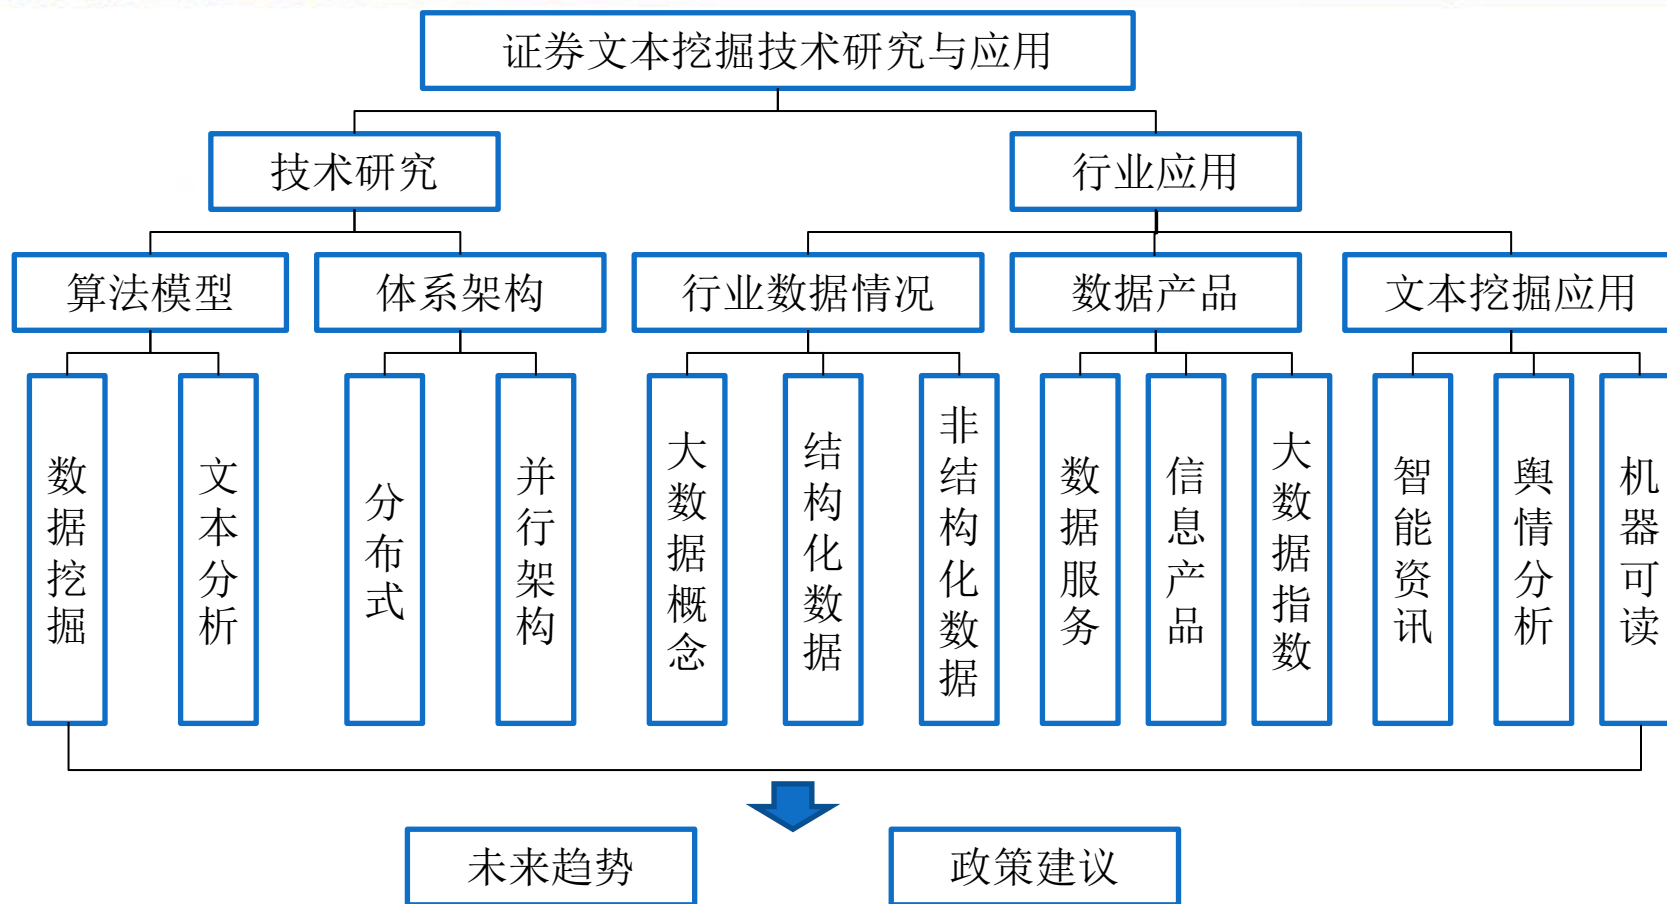 证券文本挖掘技术研究与应用
技术研究
行业应用
算法模型
体系架构
行业数据情况
数据产品
文本挖掘应用
数据挖掘
文本分析
分布式
并行架构
大数据概念
结构化数据
非结构化数据
数据服务
信息产品
大数据指数
智能资讯
舆情分析
机器可读
未来趋势
政策建议